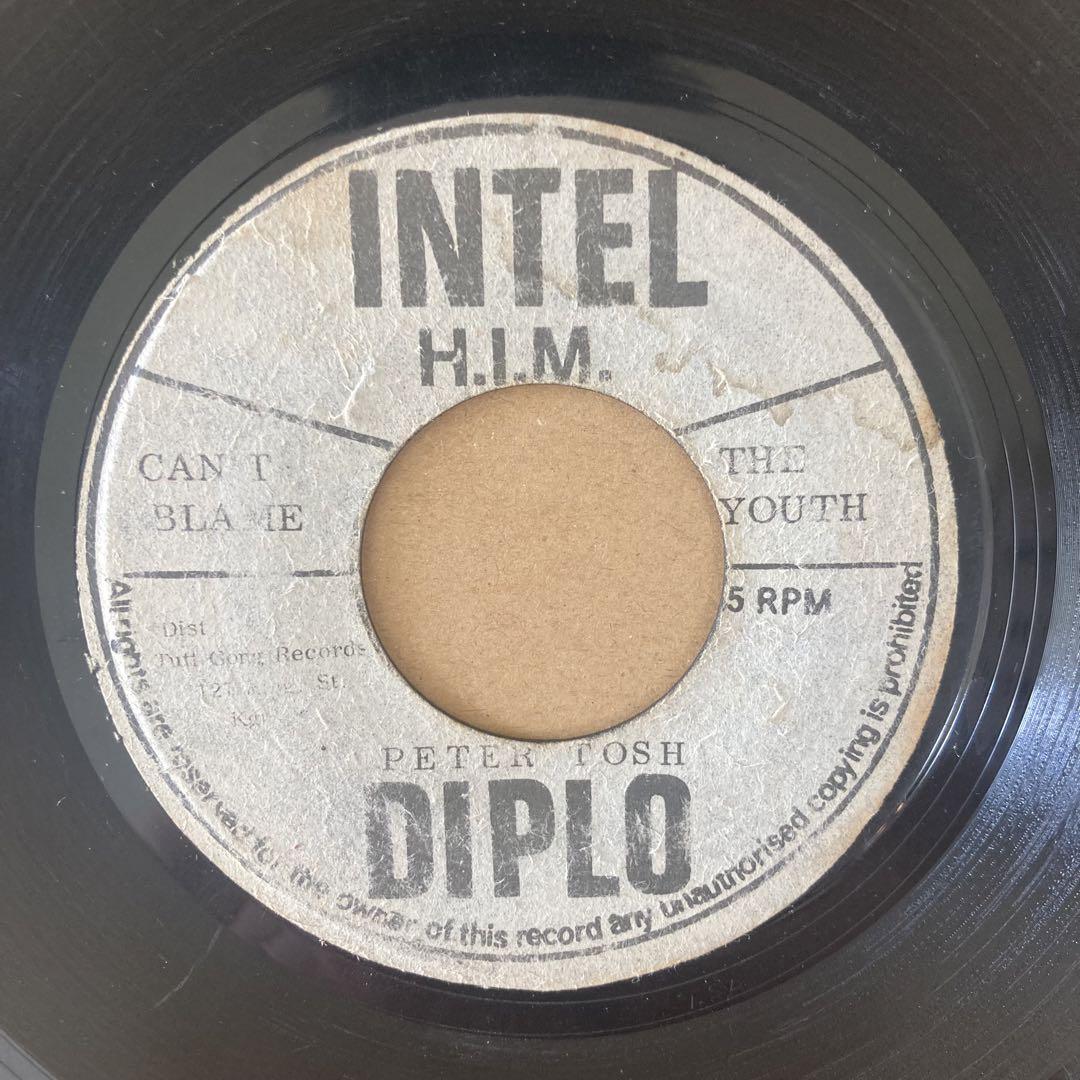 INTEL
H.I.M.
CAN'T BLAME
THE YOUTH
5 RPM
Dist
Tuff Gong Records
St.
PETER TOSH
DIPLO
All rights are reserved for the owner of this record any unauthorised copying is prohibited